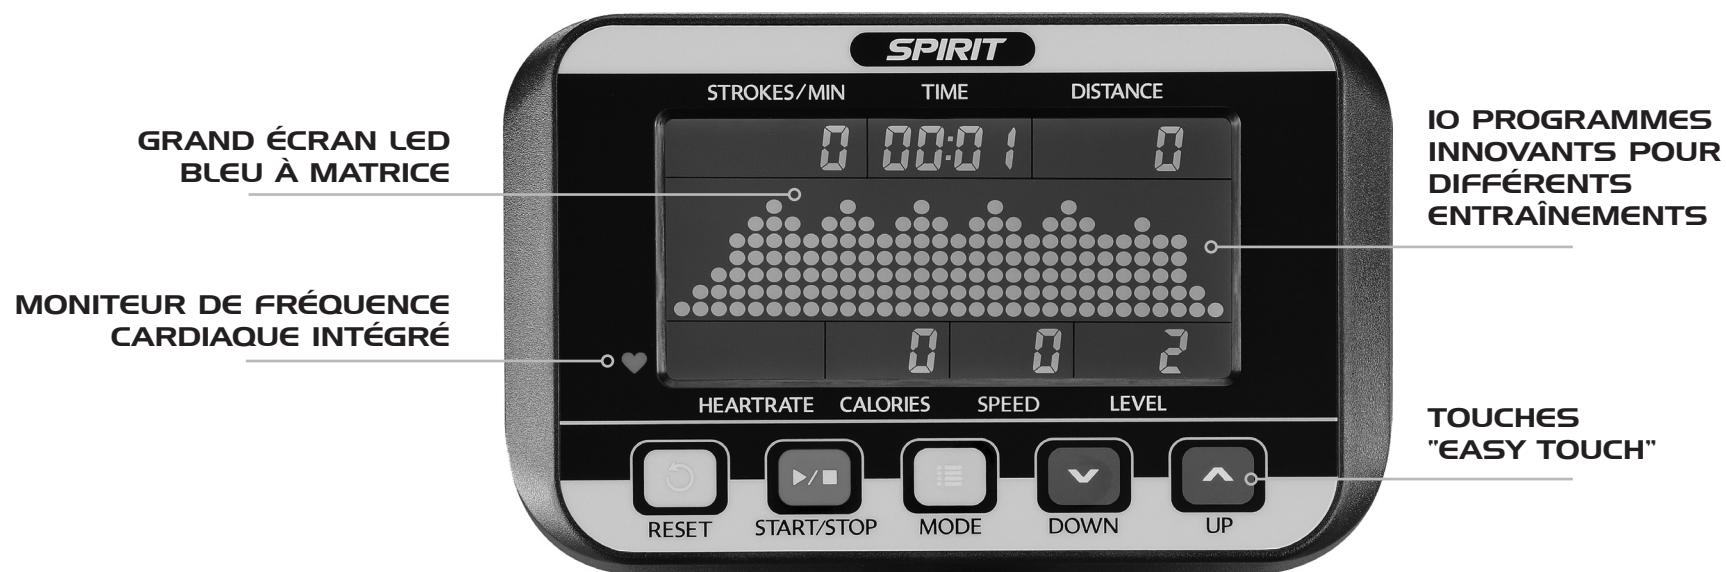 SPIRIT
STROKES/MIN TIME DISTANCE
0 00:01 0
GRAND ÉCRAN LED
BLEU À MATRICE
10 PROGRAMMES
INNOVANTS POUR
DIFFÉRENTS
ENTRAÎNEMENTS
MONITEUR DE FRÉQUENCE
CARDIAQUE INTÉGRÉ
0 0 2
HEARTRATE CALORIES SPEED LEVEL
TOUCHES
"EASY TOUCH"
RESET START/STOP MODE DOWN UP